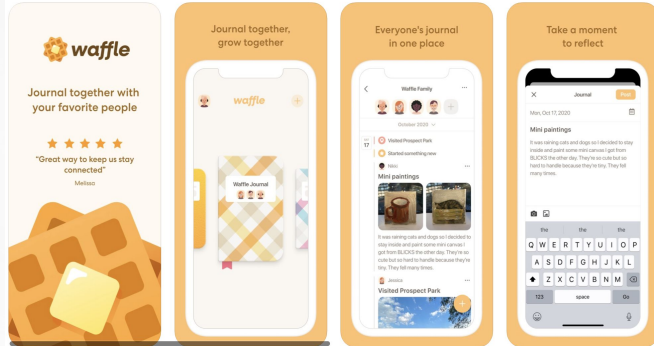 waffle
Journal together with
your favorite people
"Great way to keep us stay
connected"
Melissa
Journal together,
grow together
waffle
+
Waffle Journal
Everyone's journal
in one place
Waffle Family
October 2020
17
Visited Prospect Park
Started something new
Nikki
Mini paintings
It was raining cats and dogs so I decided to
stay inside and paint some mini canvas I
got from BLICKS the other day. They're so
cute but so hard to handle because they're
tiny. They fell many times.
Jessica
Visited Prospect Park
+
Take a moment
to reflect
Journal
Post
Mon, Oct 17, 2020
Mini paintings
It was raining cats and dogs so I decided to stay
inside and paint some mini canvas I got from
BLICKS the other day. They're so cute but so
hard to handle because they're tiny. They fell
many times.
the the the
Q W E R T Y U I O P
A S D F G H J K L
Z X C V B N M
123 space Go